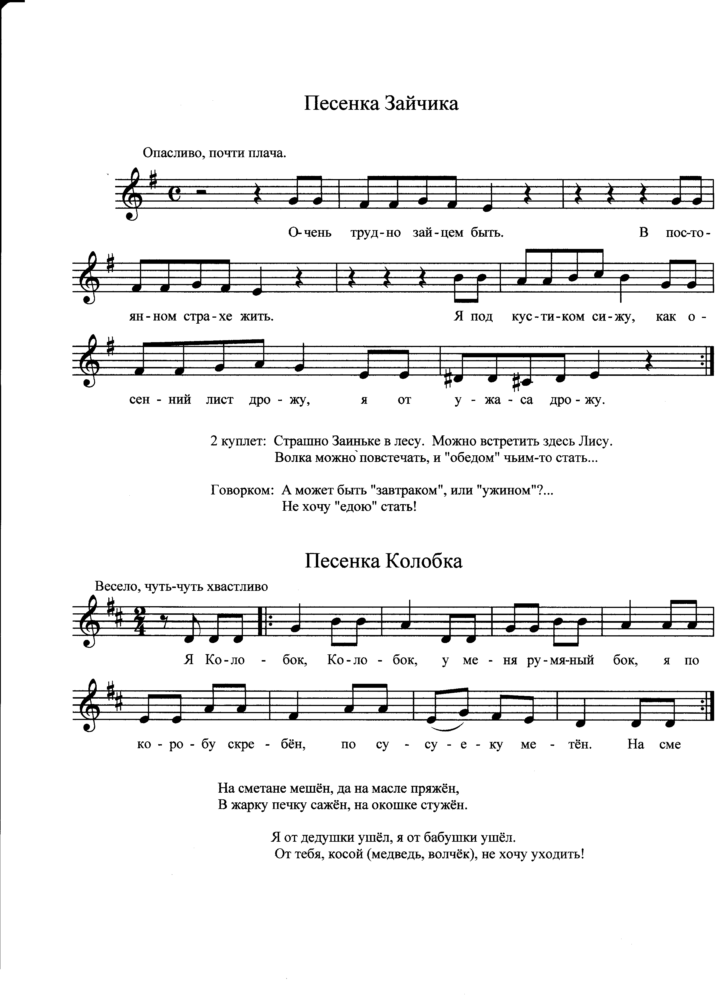 Песенка Зайчика
Опасливо, почти плача.
О-чень труд-но зай-цем быть. В пос-то-
ян-ном стра-хе жить. Я под кус-ти-ком си-жу, как о-
сен - ний лист дро - жу, я от у - жа - са дро - жу.
2 куплет: Страшно Заиньке в лесу. Можно встретить здесь Лису.
Волка можно повстечать, и "обедом" чьим-то стать...
Говорком: А может быть "завтраком", или "ужином"?...
Не хочу "едою" стать!
Песенка Колобка
Весело, чуть-чуть хвастливо
2
4
Я Ко-ло - бок, Ко-ло - бок, у ме - ня ру-мя-ный бок, я по
ко - ро - бу скре - бён, по су - су - е - ку ме - тён. На сме
На сметане мешён, да на масле пряжён,
В жарку печку сажён, на окошке стужён.
Я от дедушки ушёл, я от бабушки ушёл.
От тебя, косой (медведь, волчёк), не хочу уходить!